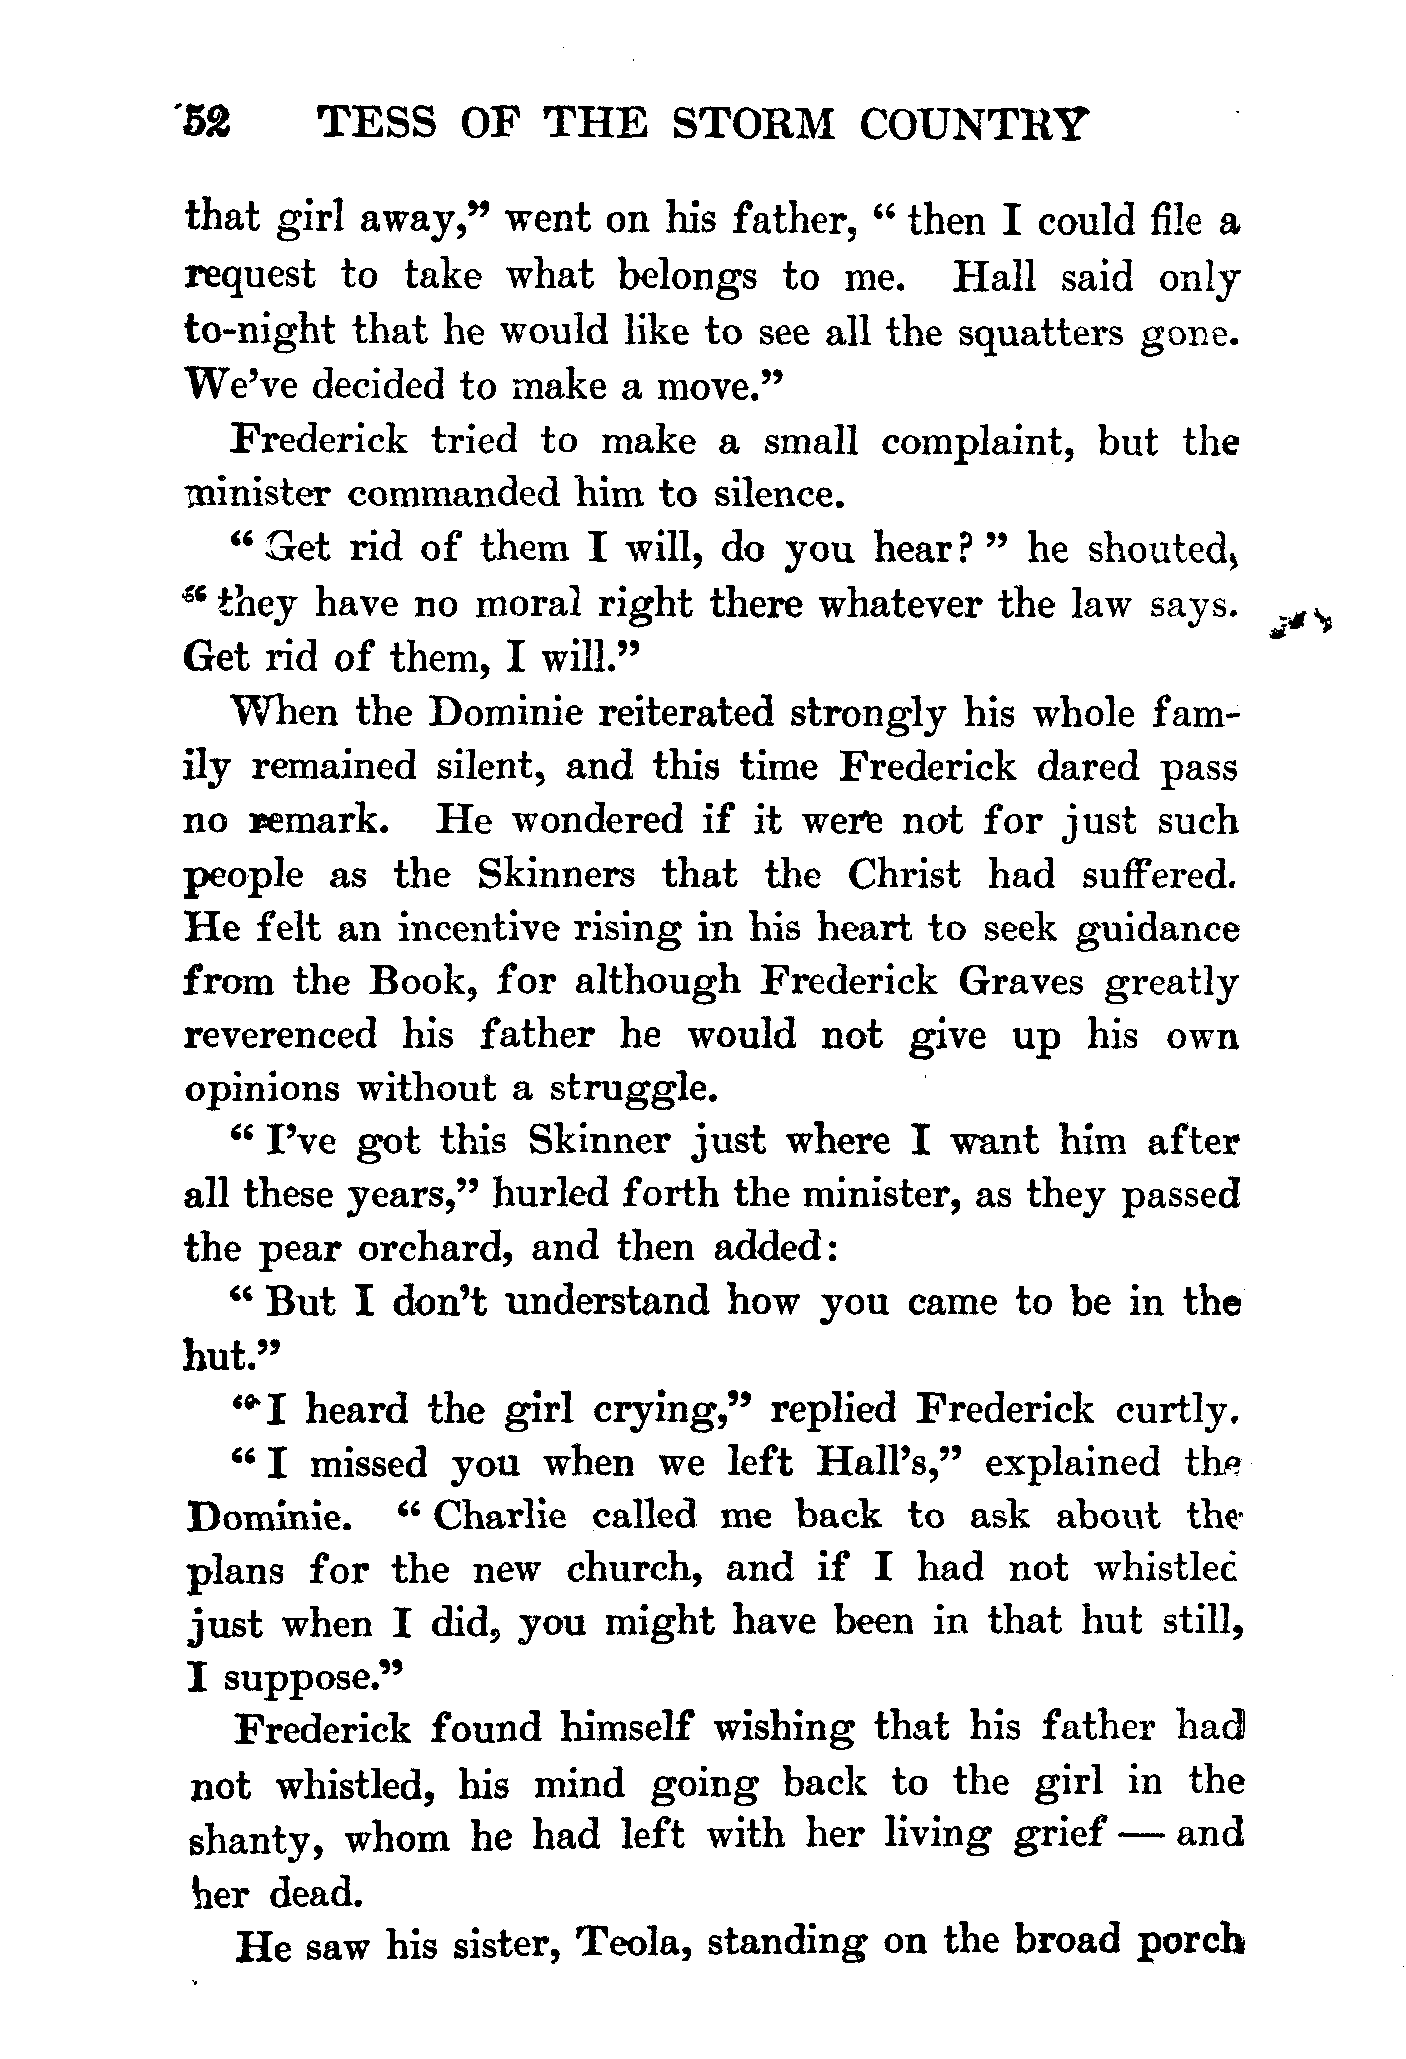 52 TESS OF THE STORM COUNTRY
that girl away,” went on his father, “ then I could file a
request to take what belongs to me. Hall said only
to-night that he would like to see all the squatters gone.
We’ve decided to make a move.”
Frederick tried to make a small complaint, but the
minister commanded him to silence.
“ Get rid of them I will, do you hear? ” he shouted,
“ they have no moral right there whatever the law says.
Get rid of them, I will.”
When the Dominie reiterated strongly his whole fam-
ily remained silent, and this time Frederick dared pass
no remark. He wondered if it were not for just such
people as the Skinners that the Christ had suffered.
He felt an incentive rising in his heart to seek guidance
from the Book, for although Frederick Graves greatly
reverenced his father he would not give up his own
opinions without a struggle.
“ I’ve got this Skinner just where I want him after
all these years,” hurled forth the minister, as they passed
the pear orchard, and then added:
“ But I don’t understand how you came to be in the
hut.”
“ I heard the girl crying,” replied Frederick curtly.
“ I missed you when we left Hall’s,” explained the
Dominie. “ Charlie called me back to ask about the
plans for the new church, and if I had not whistled
just when I did, you might have been in that hut still,
I suppose.”
Frederick found himself wishing that his father had
not whistled, his mind going back to the girl in the
shanty, whom he had left with her living grief — and
her dead.
He saw his sister, Teola, standing on the broad porch